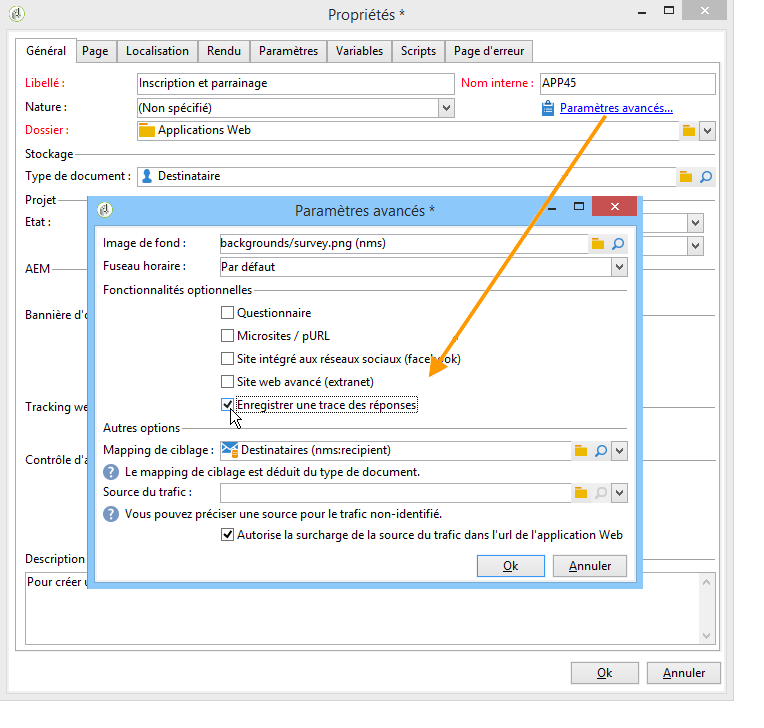 Propriétés *
Général Page Localisation Rendu Paramètres Variables Scripts Page d'erreur
Libellé : Inscription et parrainage Nom interne : APP45
Nature : (Non spécifié) Paramètres avancés...
Dossier : Applications Web
Stockage
Type de document : Destinataire
Projet
Etat :
Paramètres avancés *
Image de fond : backgrounds/survey.png (nms)
Fuseau horaire : Par défaut
AEM
Fonctionnalités optionnelles
Bannière d'
Questionnaire
Microsites / pURL
Site intégré aux réseaux sociaux (facebook)
Site web avancé (extranet)
Tracking we
Enregistrer une trace des réponses
Autres options
Mapping de ciblage : Destinataires (nms:recipient)
Contrôle d'a
Le mapping de ciblage est déduit du type de document.
Source du trafic :
Vous pouvez préciser une source pour le trafic non-identifié.
Autorise la surcharge de la source du trafic dans l'url de l'application Web
Description
Ok Annuler
Pour créer
Ok Annuler